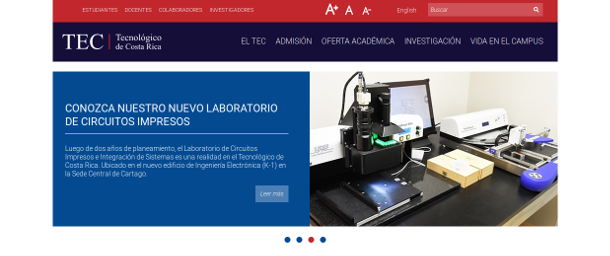 ESTUDIANTES DOCENTES COLABORADORES INVESTIGADORES A+ A A- English Buscar
TEC | Tecnológico
de Costa Rica
EL TEC ADMISIÓN OFERTA ACADÉMICA INVESTIGACIÓN VIDA EN EL CAMPUS
CONOZCA NUESTRO NUEVO LABORATORIO
DE CIRCUITOS IMPRESOS
Luego de dos años de planeamiento, el Laboratorio de Circuitos
Impresos e Integración de Sistemas es una realidad en el Tecnológico de
Costa Rica. Ubicado en el nuevo edificio de Ingeniería Electrónica (K-1) en
la Sede Central de Cartago.
Leer más